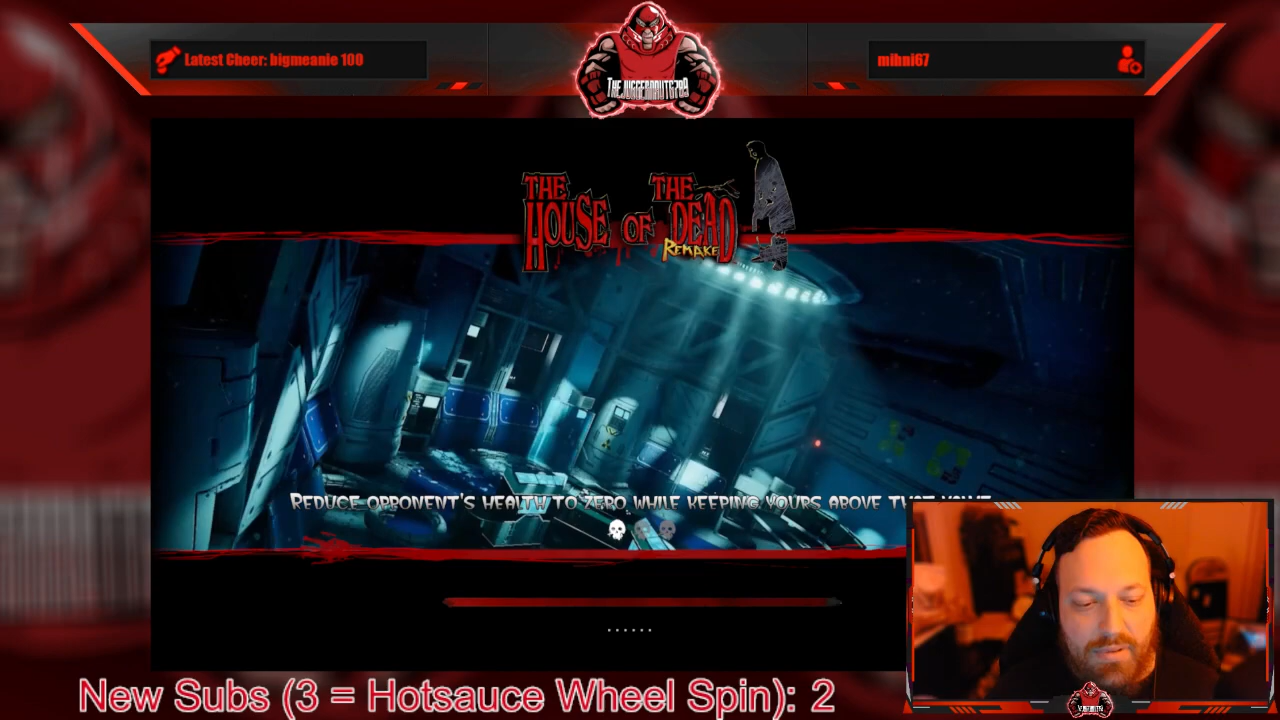 Latest Cheer: bigmeanie 100
mihni67
TheJuggernaut6789
THE HOUSE OF THE DEAD
REMAKE
REDUCE OPPONENT'S HEALTH TO ZERO WHILE KEEPING YOURS ABOVE
......
New Subs (3 = Hotsauce Wheel Spin): 2